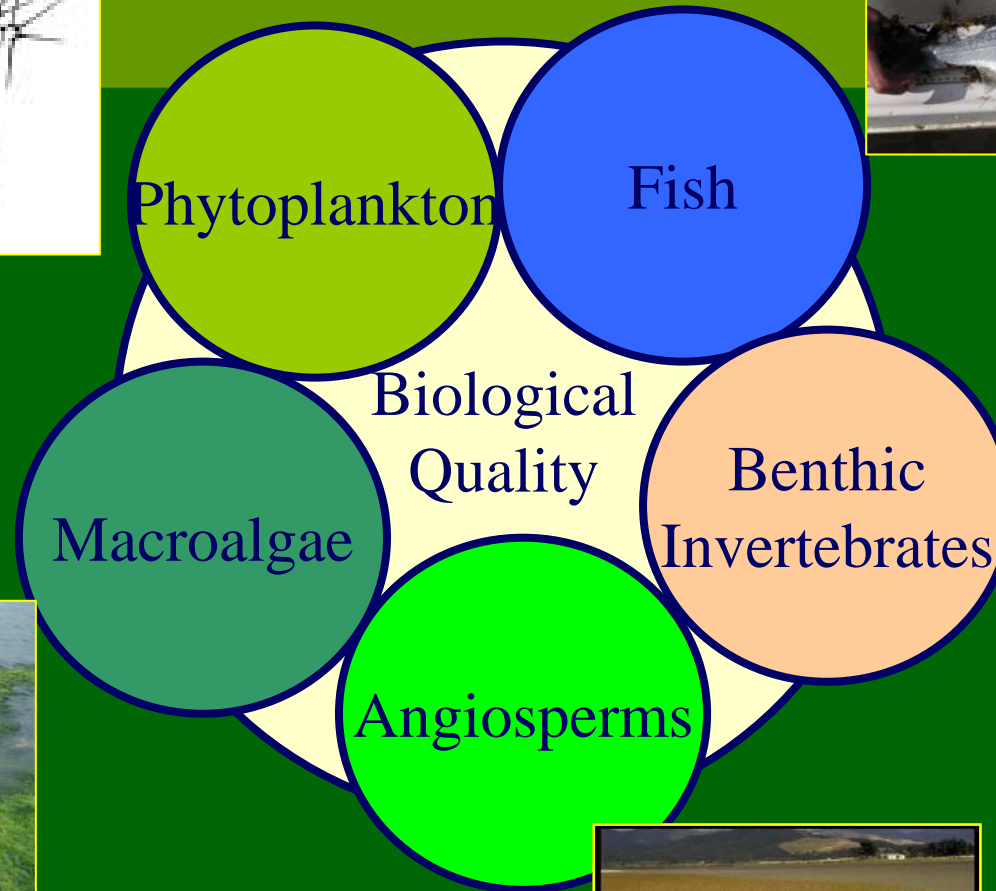 Phytoplankton
Fish
Biological
Quality
Benthic
Invertebrates
Macroalgae
Angiosperms